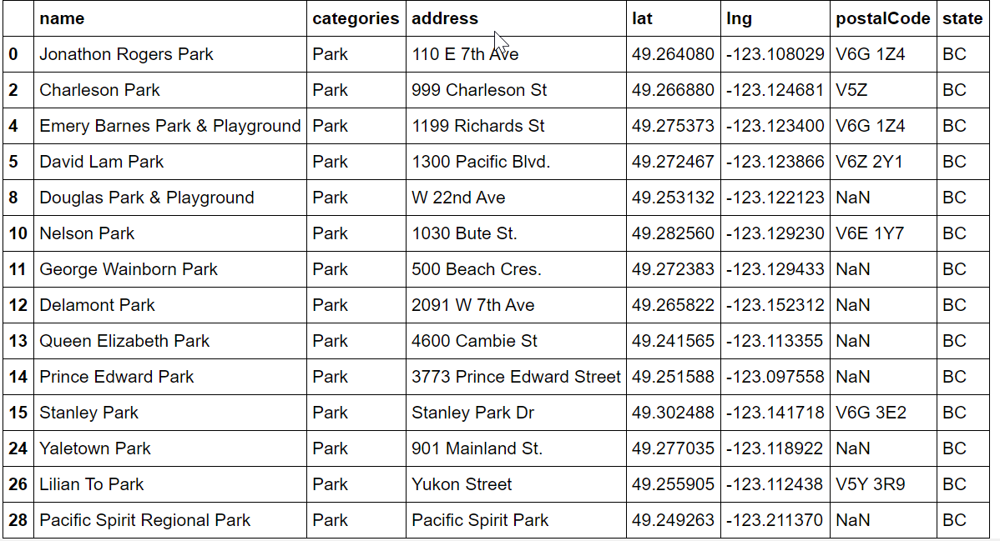 name categories address lat lng postalCode state
0 Jonathon Rogers Park Park 110 E 7th Ave 49.264080 -123.108029 V6G 1Z4 BC
2 Charleson Park Park 999 Charleson St 49.266880 -123.124681 V5Z BC
4 Emery Barnes Park & Playground Park 1199 Richards St 49.275373 -123.123400 V6G 1Z4 BC
5 David Lam Park Park 1300 Pacific Blvd. 49.272467 -123.123866 V6Z 2Y1 BC
8 Douglas Park & Playground Park W 22nd Ave 49.253132 -123.122123 NaN BC
10 Nelson Park Park 1030 Bute St. 49.282560 -123.129230 V6E 1Y7 BC
11 George Wainborn Park Park 500 Beach Cres. 49.272383 -123.129433 NaN BC
12 Delamont Park Park 2091 W 7th Ave 49.265822 -123.152312 NaN BC
13 Queen Elizabeth Park Park 4600 Cambie St 49.241565 -123.113355 NaN BC
14 Prince Edward Park Park 3773 Prince Edward Street 49.251588 -123.097558 NaN BC
15 Stanley Park Park Stanley Park Dr 49.302488 -123.141718 V6G 3E2 BC
24 Yaletown Park Park 901 Mainland St. 49.277035 -123.118922 NaN BC
26 Lilian To Park Park Yukon Street 49.255905 -123.112438 V5Y 3R9 BC
28 Pacific Spirit Regional Park Park Pacific Spirit Park 49.249263 -123.211370 NaN BC